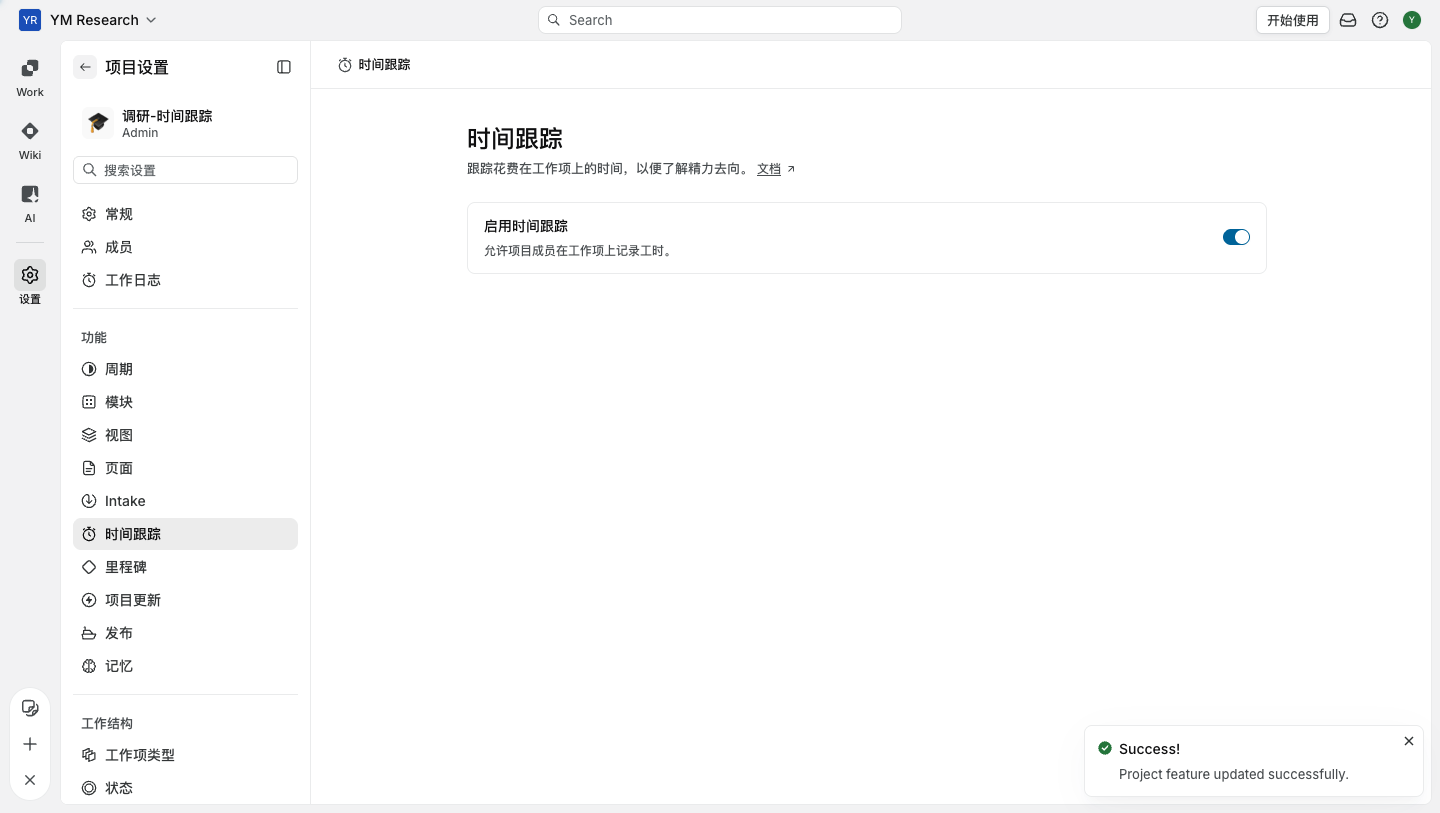 YR YM Research
Search
开始使用
Y
Work
Wiki
AI
设置
项目设置
调研-时间跟踪
Admin
搜索设置
常规
成员
工作日志
功能
周期
模块
视图
页面
Intake
时间跟踪
里程碑
项目更新
发布
记忆
工作结构
工作项类型
状态
时间跟踪
时间跟踪
跟踪花费在工作项上的时间，以便了解精力去向。 文档
启用时间跟踪
允许项目成员在工作项上记录工时。
Success!
Project feature updated successfully.